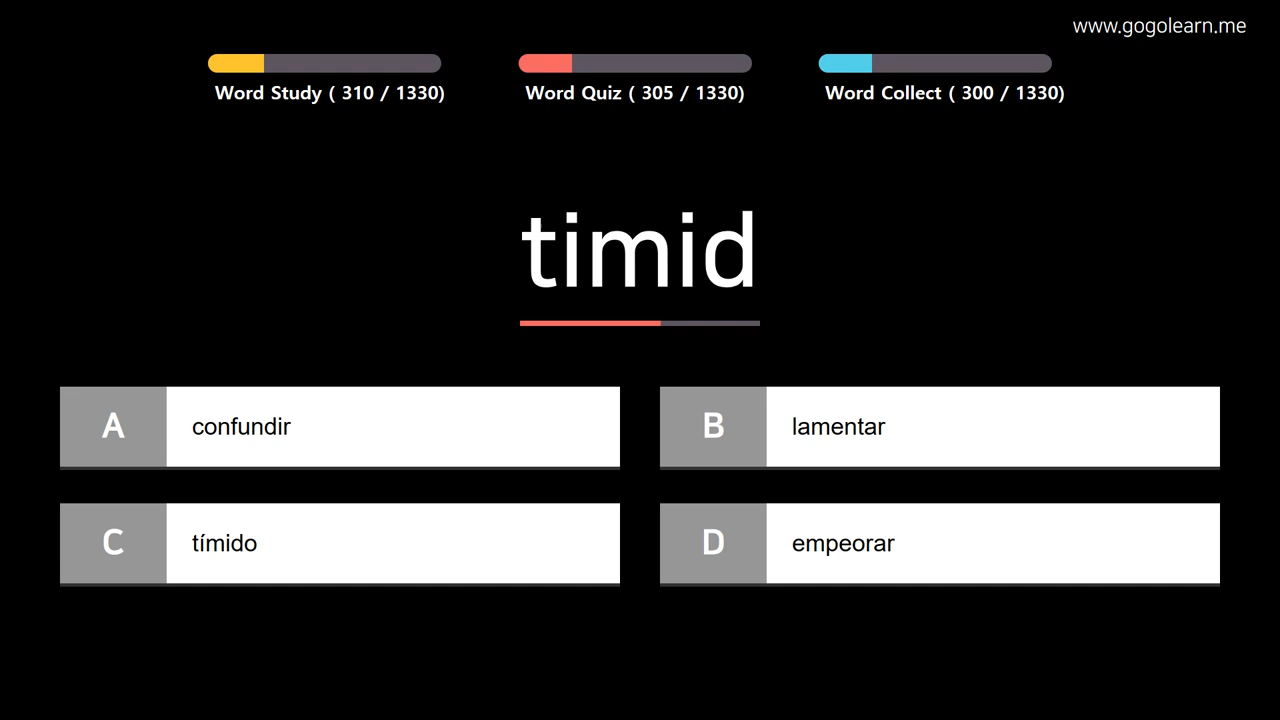 www.gogolearn.me
Word Study ( 310 / 1330)
Word Quiz ( 305 / 1330)
Word Collect ( 300 / 1330)
timid
A confundir
B lamentar
C tímido
D empeorar